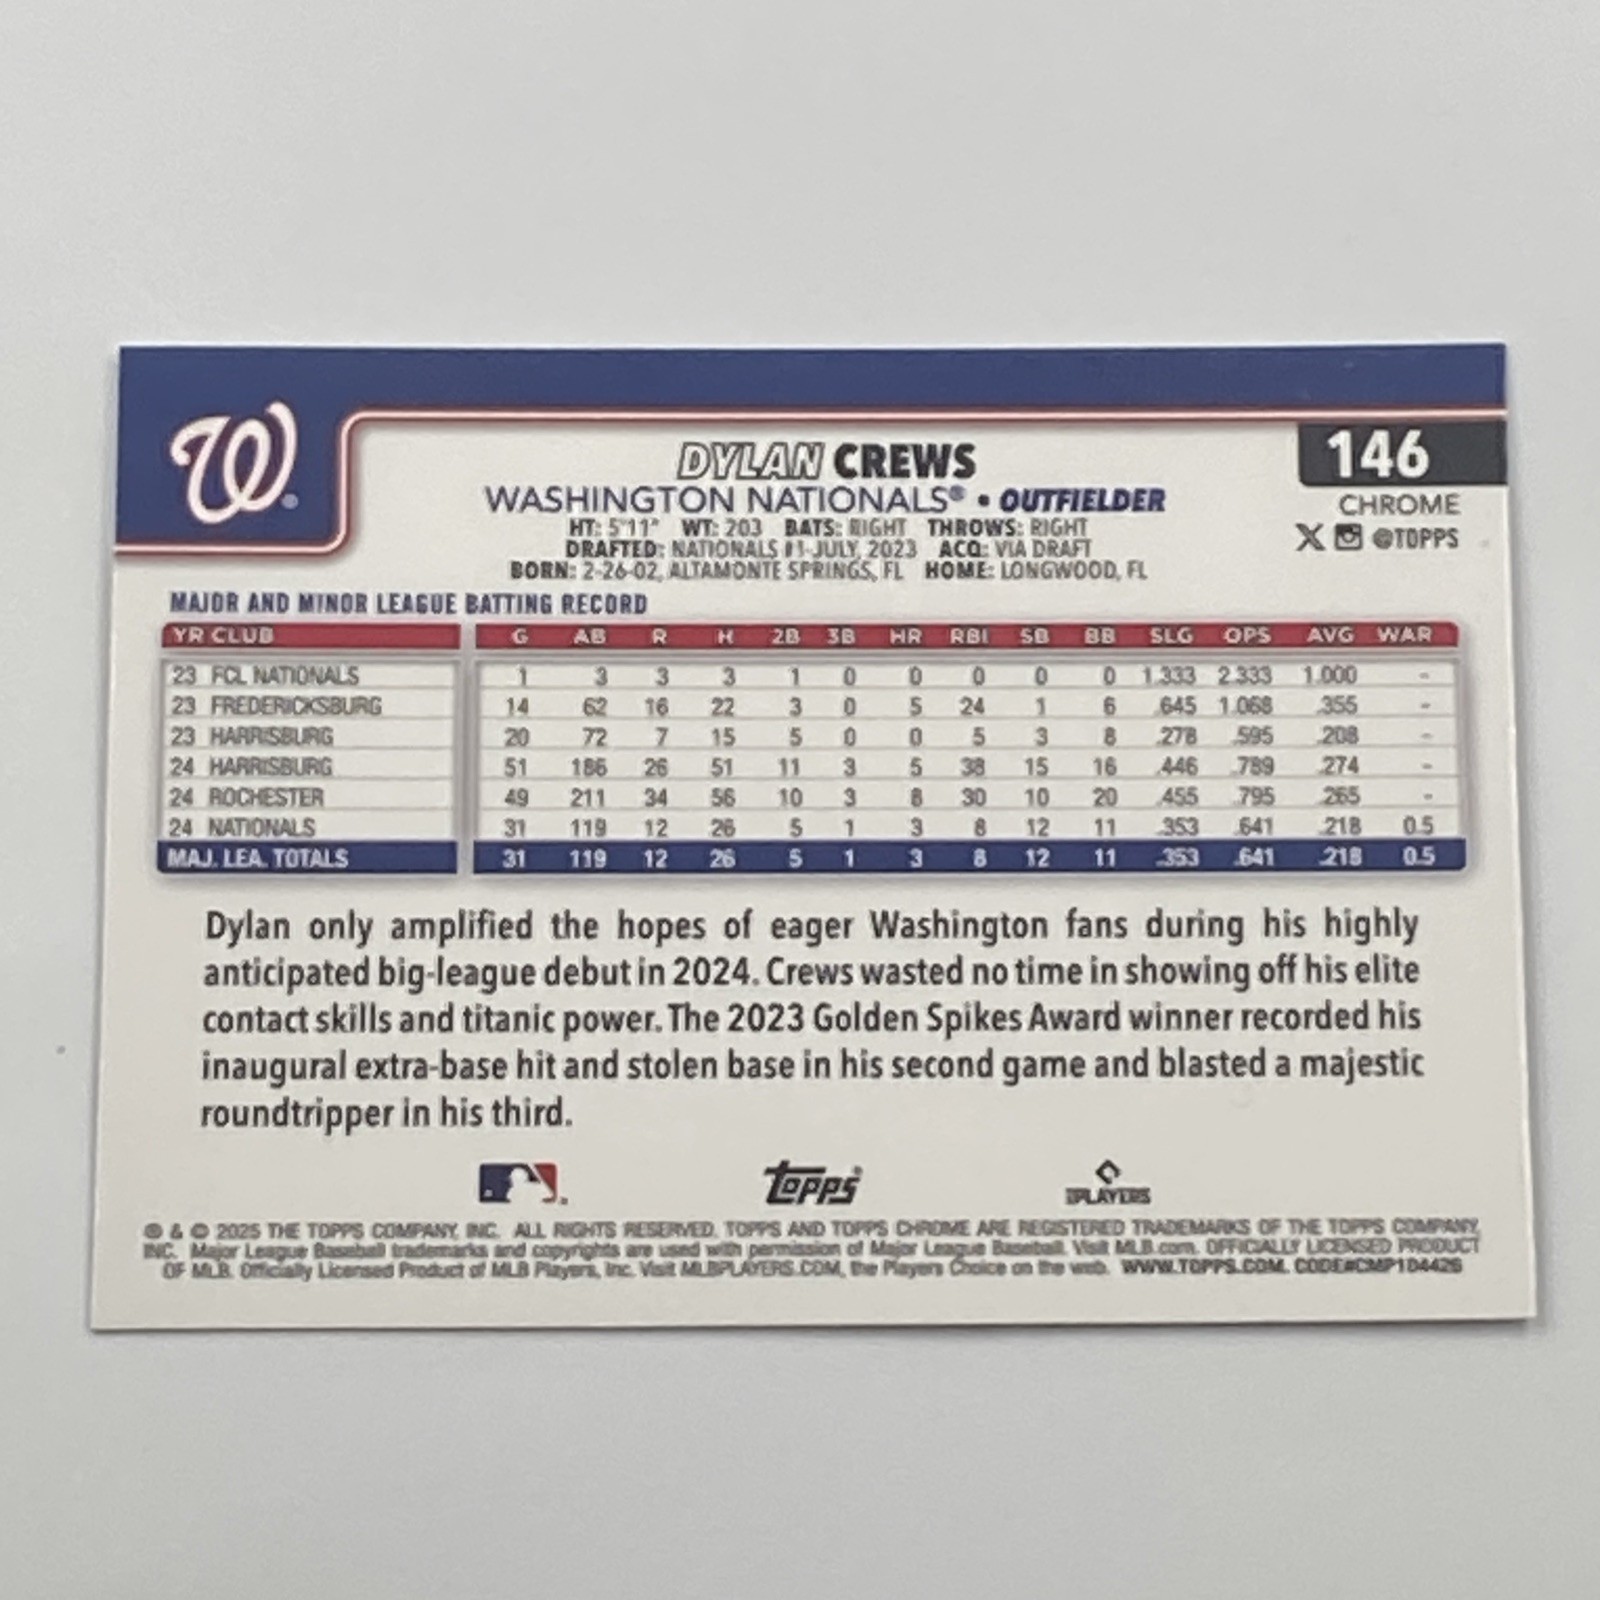 W
146
DYLAN CREWS
CHROME
WASHINGTON NATIONALS® • OUTFIELDER
@TOPPS
HT: 5'11" WT: 203 BATS: RIGHT THROWS: RIGHT
DRAFTED: NATIONALS #1-JULY, 2023 ACQ: VIA DRAFT
BORN: 2-26-02, ALTAMONTE SPRINGS, FL HOME: LONGWOOD, FL
MAJOR AND MINOR LEAGUE BATTING RECORD
YR CLUB G AB R H 2B 3B HR RBI SB BB SLG OPS AVG WAR
23 FCL NATIONALS 1 3 3 3 1 0 0 0 0 0 1.333 2.333 1.000 -
23 FREDERICKSBURG 14 62 16 22 3 0 5 24 1 6 .645 1.068 .355 -
23 HARRISBURG 20 72 7 15 5 0 0 5 3 8 .278 .595 .208 -
24 HARRISBURG 51 186 26 51 11 3 5 38 15 16 .446 .789 .274 -
24 ROCHESTER 49 211 34 56 10 3 8 30 10 20 .455 .795 .265 -
24 NATIONALS 31 119 12 26 5 1 3 8 12 11 .353 .641 .218 0.5
MAJ. LEA. TOTALS 31 119 12 26 5 1 3 8 12 11 .353 .641 .218 0.5
Dylan only amplified the hopes of eager Washington fans during his highly
anticipated big-league debut in 2024. Crews wasted no time in showing off his elite
contact skills and titanic power. The 2023 Golden Spikes Award winner recorded his
inaugural extra-base hit and stolen base in his second game and blasted a majestic
roundtripper in his third.
Topps®
PLAYERS
® & © 2025 THE TOPPS COMPANY, INC. ALL RIGHTS RESERVED. TOPPS AND TOPPS CHROME ARE REGISTERED TRADEMARKS OF THE TOPPS COMPANY,
INC. Major League Baseball trademarks and copyrights are used with permission of Major League Baseball. Visit MLB.com. OFFICIALLY LICENSED PRODUCT
OF MLB. Officially Licensed Product of MLB Players, Inc. Visit MLBPLAYERS.COM, the Players Choice on the web. WWW.TOPPS.COM. CODE#CMP104426